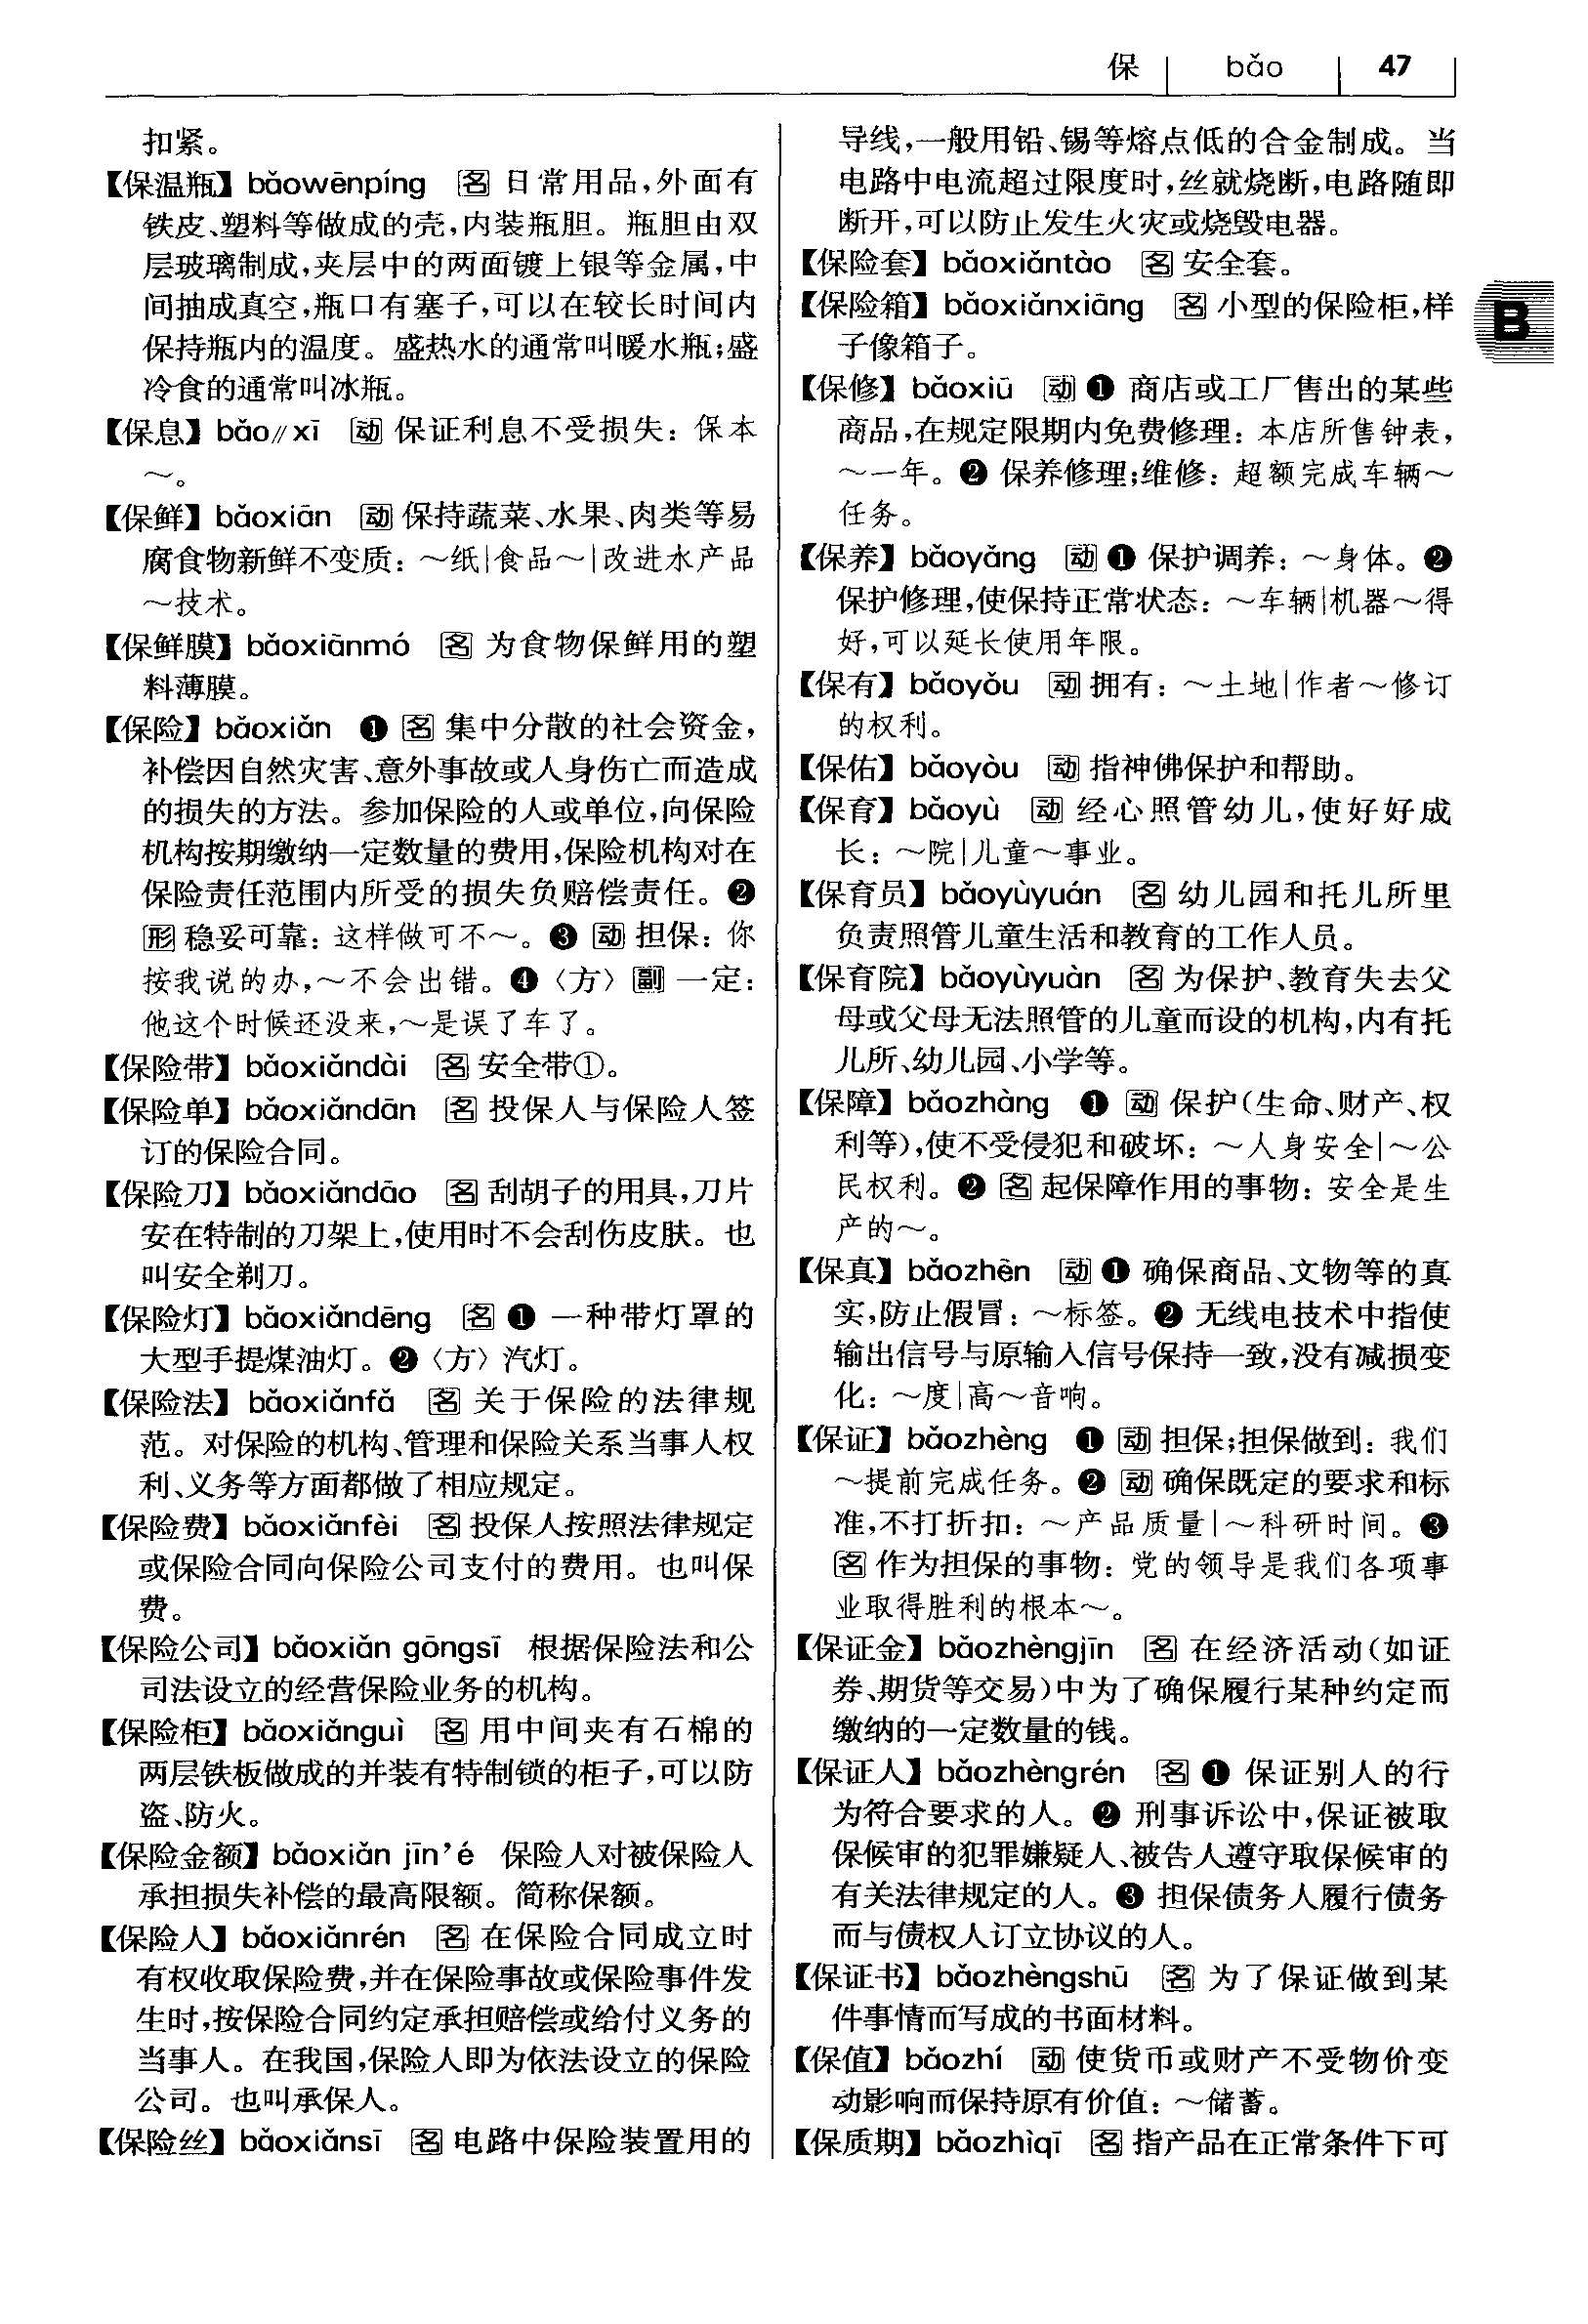 保 bǎo 47
扣紧。
【保温瓶】bǎowēnpíng 名 日常用品,外面有
铁皮、塑料等做成的壳,内装瓶胆。瓶胆由双
层玻璃制成,夹层中的两面镀上银等金属,中
间抽成真空,瓶口有塞子,可以在较长时间内
保持瓶内的温度。盛热水的通常叫暖水瓶;盛
冷食的通常叫冰瓶。
【保息】bǎo∥xī 动 保证利息不受损失:保本
~。
【保鲜】bǎoxiān 动 保持蔬菜、水果、肉类等易
腐食物新鲜不变质:~纸|食品~|改进水产品
~技术。
【保鲜膜】bǎoxiānmó 名 为食物保鲜用的塑
料薄膜。
【保险】bǎoxiǎn ❶ 名 集中分散的社会资金,
补偿因自然灾害、意外事故或人身伤亡而造成
的损失的方法。参加保险的人或单位,向保险
机构按期缴纳一定数量的费用,保险机构对在
保险责任范围内所受的损失负赔偿责任。❷
形 稳妥可靠:这样做可不~。❸ 动 担保:你
按我说的办,~不会出错。❹〈方〉副 一定:
他这个时候还没来,~是误了车了。
【保险带】bǎoxiǎndài 名 安全带①。
【保险单】bǎoxiǎndān 名 投保人与保险人签
订的保险合同。
【保险刀】bǎoxiǎndāo 名 刮胡子的用具,刀片
安在特制的刀架上,使用时不会刮伤皮肤。也
叫安全剃刀。
【保险灯】bǎoxiǎndēng 名 ❶ 一种带灯罩的
大型手提煤油灯。❷〈方〉汽灯。
【保险法】bǎoxiǎnfǎ 名 关于保险的法律规
范。对保险的机构、管理和保险关系当事人权
利、义务等方面都做了相应规定。
【保险费】bǎoxiǎnfèi 名 投保人按照法律规定
或保险合同向保险公司支付的费用。也叫保
费。
【保险公司】bǎoxiǎn gōngsī 根据保险法和公
司法设立的经营保险业务的机构。
【保险柜】bǎoxiǎnguì 名 用中间夹有石棉的
两层铁板做成的并装有特制锁的柜子,可以防
盗、防火。
【保险金额】bǎoxiǎn jīn'é 保险人对被保险人
承担损失补偿的最高限额。简称保额。
【保险人】bǎoxiǎnrén 名 在保险合同成立时
有权收取保险费,并在保险事故或保险事件发
生时,按保险合同约定承担赔偿或给付义务的
当事人。在我国,保险人即为依法设立的保险
公司。也叫承保人。
【保险丝】bǎoxiǎnsī 名 电路中保险装置用的
导线,一般用铅、锡等熔点低的合金制成。当
电路中电流超过限度时,丝就烧断,电路随即
断开,可以防止发生火灾或烧毁电器。
【保险套】bǎoxiǎntào 名 安全套。
【保险箱】bǎoxiǎnxiāng 名 小型的保险柜,样
子像箱子。
B
【保修】bǎoxiū 动 ❶ 商店或工厂售出的某些
商品,在规定限期内免费修理:本店所售钟表,
~一年。❷ 保养修理;维修:超额完成车辆~
任务。
【保养】bǎoyǎng 动 ❶ 保护调养:~身体。❷
保护修理,使保持正常状态:~车辆|机器~得
好,可以延长使用年限。
【保有】bǎoyǒu 动 拥有:~土地|作者~修订
的权利。
【保佑】bǎoyòu 动 指神佛保护和帮助。
【保育】bǎoyù 动 经心照管幼儿,使好好成
长:~院|儿童~事业。
【保育员】bǎoyùyuán 名 幼儿园和托儿所里
负责照管儿童生活和教育的工作人员。
【保育院】bǎoyùyuàn 名 为保护、教育失去父
母或父母无法照管的儿童而设的机构,内有托
儿所、幼儿园、小学等。
【保障】bǎozhàng ❶ 动 保护(生命、财产、权
利等),使不受侵犯和破坏:~人身安全|~公
民权利。❷ 名 起保障作用的事物:安全是生
产的~。
【保真】bǎozhēn 动 ❶ 确保商品、文物等的真
实,防止假冒:~标签。❷ 无线电技术中指使
输出信号与原输入信号保持一致,没有减损变
化:~度|高~音响。
【保证】bǎozhèng ❶ 动 担保;担保做到:我们
~提前完成任务。❷ 动 确保既定的要求和标
准,不打折扣:~产品质量|~科研时间。❸
名 作为担保的事物:党的领导是我们各项事
业取得胜利的根本~。
【保证金】bǎozhèngjīn 名 在经济活动(如证
券、期货等交易)中为了确保履行某种约定而
缴纳的一定数量的钱。
【保证人】bǎozhèngrén 名 ❶ 保证别人的行
为符合要求的人。❷ 刑事诉讼中,保证被取
保候审的犯罪嫌疑人、被告人遵守取保候审的
有关法律规定的人。❸ 担保债务人履行债务
而与债权人订立协议的人。
【保证书】bǎozhèngshū 名 为了保证做到某
件事情而写成的书面材料。
【保值】bǎozhí 动 使货币或财产不受物价变
动影响而保持原有价值:~储蓄。
【保质期】bǎozhìqī 名 指产品在正常条件下可